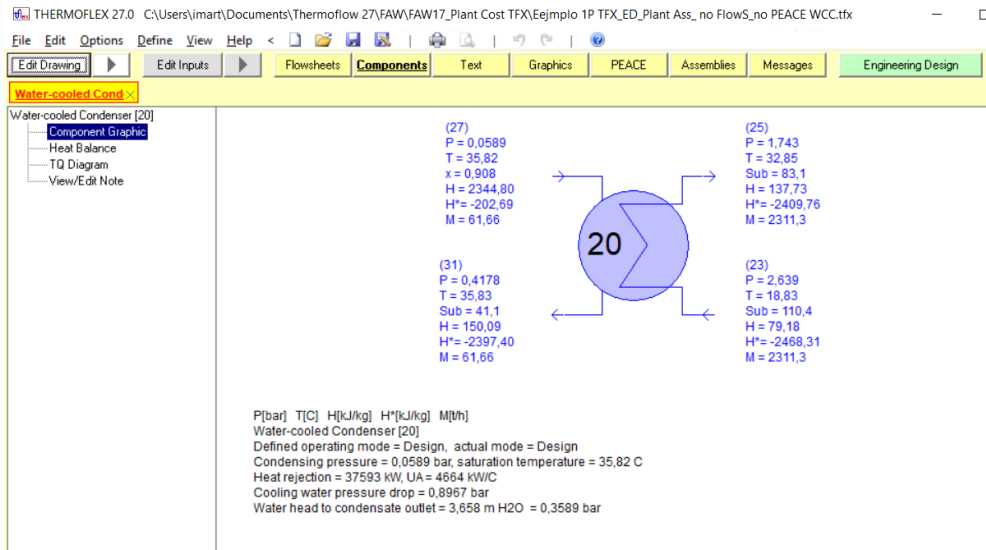 THERMOFLEX 27.0 C:\Users\imart\Documents\Thermoflow 27\FAW\FAW17_Plant Cost TFX\Eejmplo 1P TFX_ED_Plant Ass_ no FlowS_no PEACE WCC.tfx
File Edit Options Define View Help <
Edit Drawing Edit Inputs Flowsheets Components Text Graphics PEACE Assemblies Messages Engineering Design
Water-cooled Cond
Water-cooled Condenser [20]
Component Graphic
Heat Balance
TQ Diagram
View/Edit Note
(27)
P = 0,0589
T = 35,82
x = 0,908
H = 2344,80
H*= -202,69
M = 61,66
(25)
P = 1,743
T = 32,85
Sub = 83,1
H = 137,73
H*= -2409,76
M = 2311,3
20
(31)
P = 0,4178
T = 35,83
Sub = 41,1
H = 150,09
H*= -2397,40
M = 61,66
(23)
P = 2,639
T = 18,83
Sub = 110,4
H = 79,18
H*= -2468,31
M = 2311,3
P[bar] T[C] H[kJ/kg] H*[kJ/kg] M[t/h]
Water-cooled Condenser [20]
Defined operating mode = Design, actual mode = Design
Condensing pressure = 0,0589 bar, saturation temperature = 35,82 C
Heat rejection = 37593 kW, UA = 4664 kW/C
Cooling water pressure drop = 0,8967 bar
Water head to condensate outlet = 3,658 m H2O = 0,3589 bar